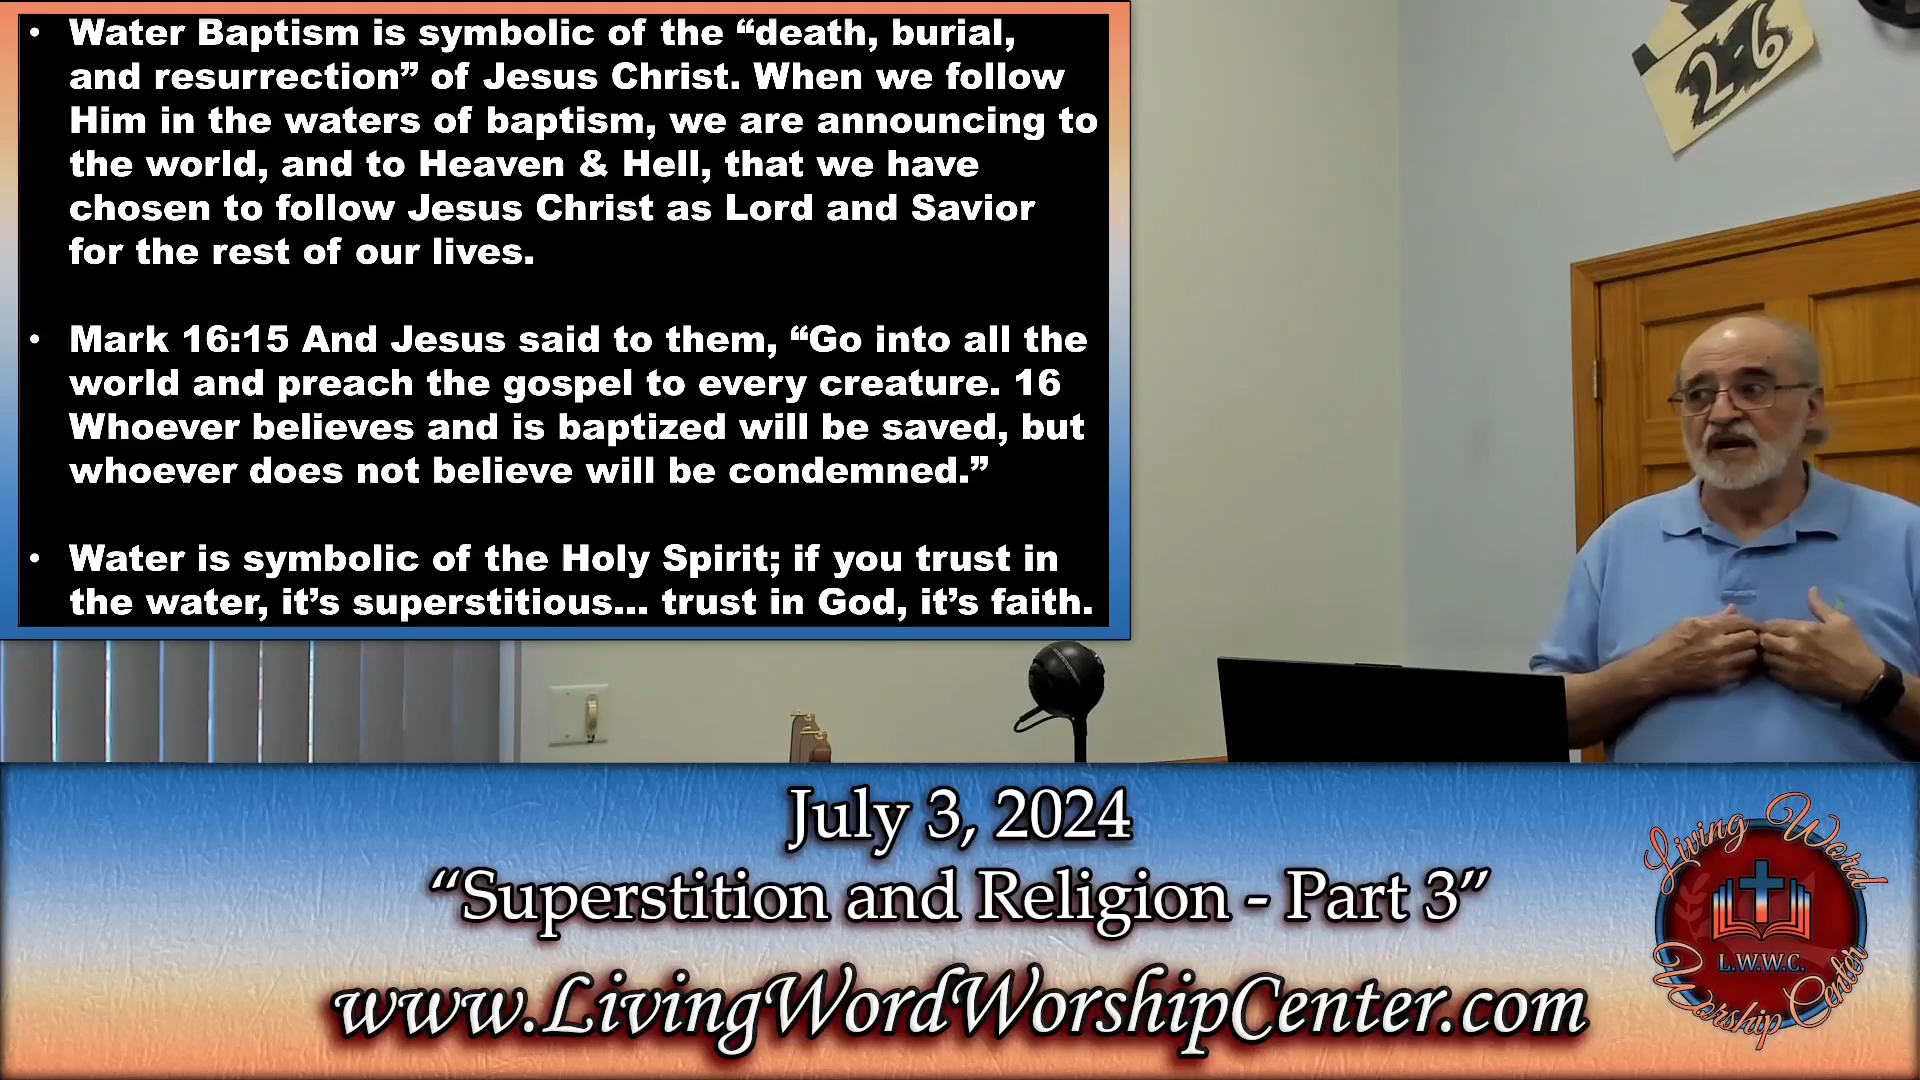 • Water Baptism is symbolic of the “death, burial,
and resurrection” of Jesus Christ. When we follow
Him in the waters of baptism, we are announcing to
the world, and to Heaven & Hell, that we have
chosen to follow Jesus Christ as Lord and Savior
for the rest of our lives.
• Mark 16:15 And Jesus said to them, “Go into all the
world and preach the gospel to every creature. 16
Whoever believes and is baptized will be saved, but
whoever does not believe will be condemned.”
• Water is symbolic of the Holy Spirit; if you trust in
the water, it’s superstitious... trust in God, it’s faith.
2-6
July 3, 2024
“Superstition and Religion - Part 3”
www.LivingWordWorshipCenter.com
Living Word
L.W.W.C.
Worship Center